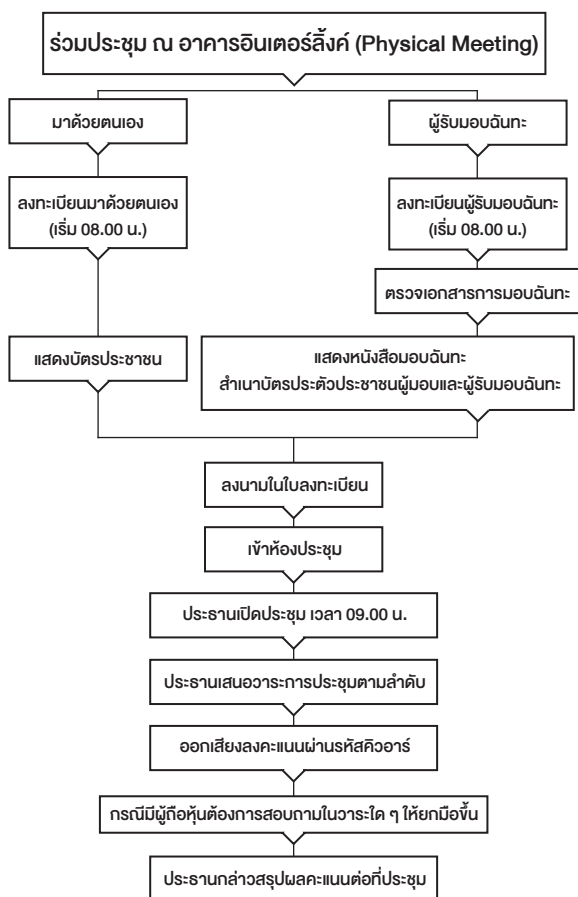 ร่วมประชุม ณ อาคารอินเตอร์ลิ้งค์ (Physical Meeting)
มาด้วยตนเอง
ผู้รับมอบฉันทะ
ลงทะเบียนมาด้วยตนเอง
(เริ่ม 08.00 น.)
ลงทะเบียนผู้รับมอบฉันทะ
(เริ่ม 08.00 น.)
ตรวจเอกสารการมอบฉันทะ
แสดงบัตรประชาชน
แสดงหนังสือมอบฉันทะ
สำเนาบัตรประตัวประชาชนผู้มอบและผู้รับมอบฉันทะ
ลงนามในใบลงทะเบียน
เข้าห้องประชุม
ประธานเปิดประชุม เวลา 09.00 น.
ประธานเสนอวาระการประชุมตามลำดับ
ออกเสียงลงคะแนนผ่านรหัสคิวอาร์
กรณีมีผู้ถือหุ้นต้องการสอบถามในวาระใด ๆ ให้ยกมือขึ้น
ประธานกล่าวสรุปผลคะแนนต่อที่ประชุม